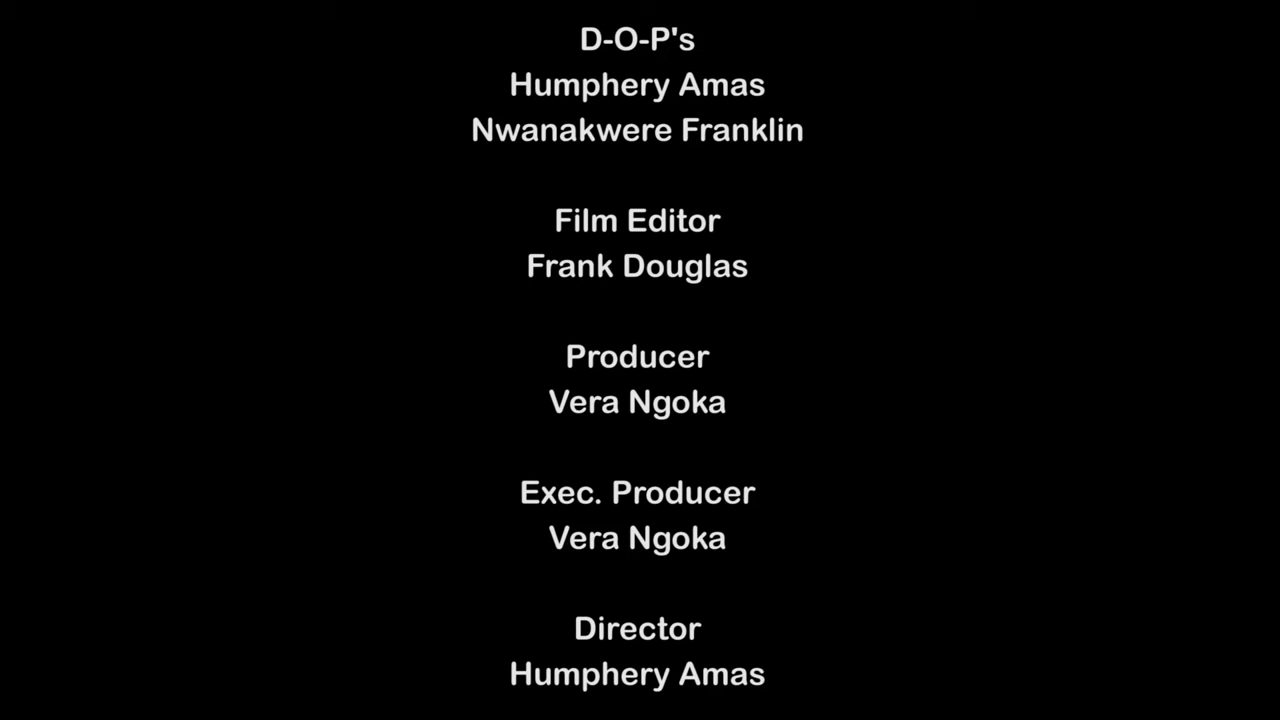 D-O-P's
Humphery Amas
Nwanakwere Franklin
Film Editor
Frank Douglas
Producer
Vera Ngoka
Exec. Producer
Vera Ngoka
Director
Humphery Amas